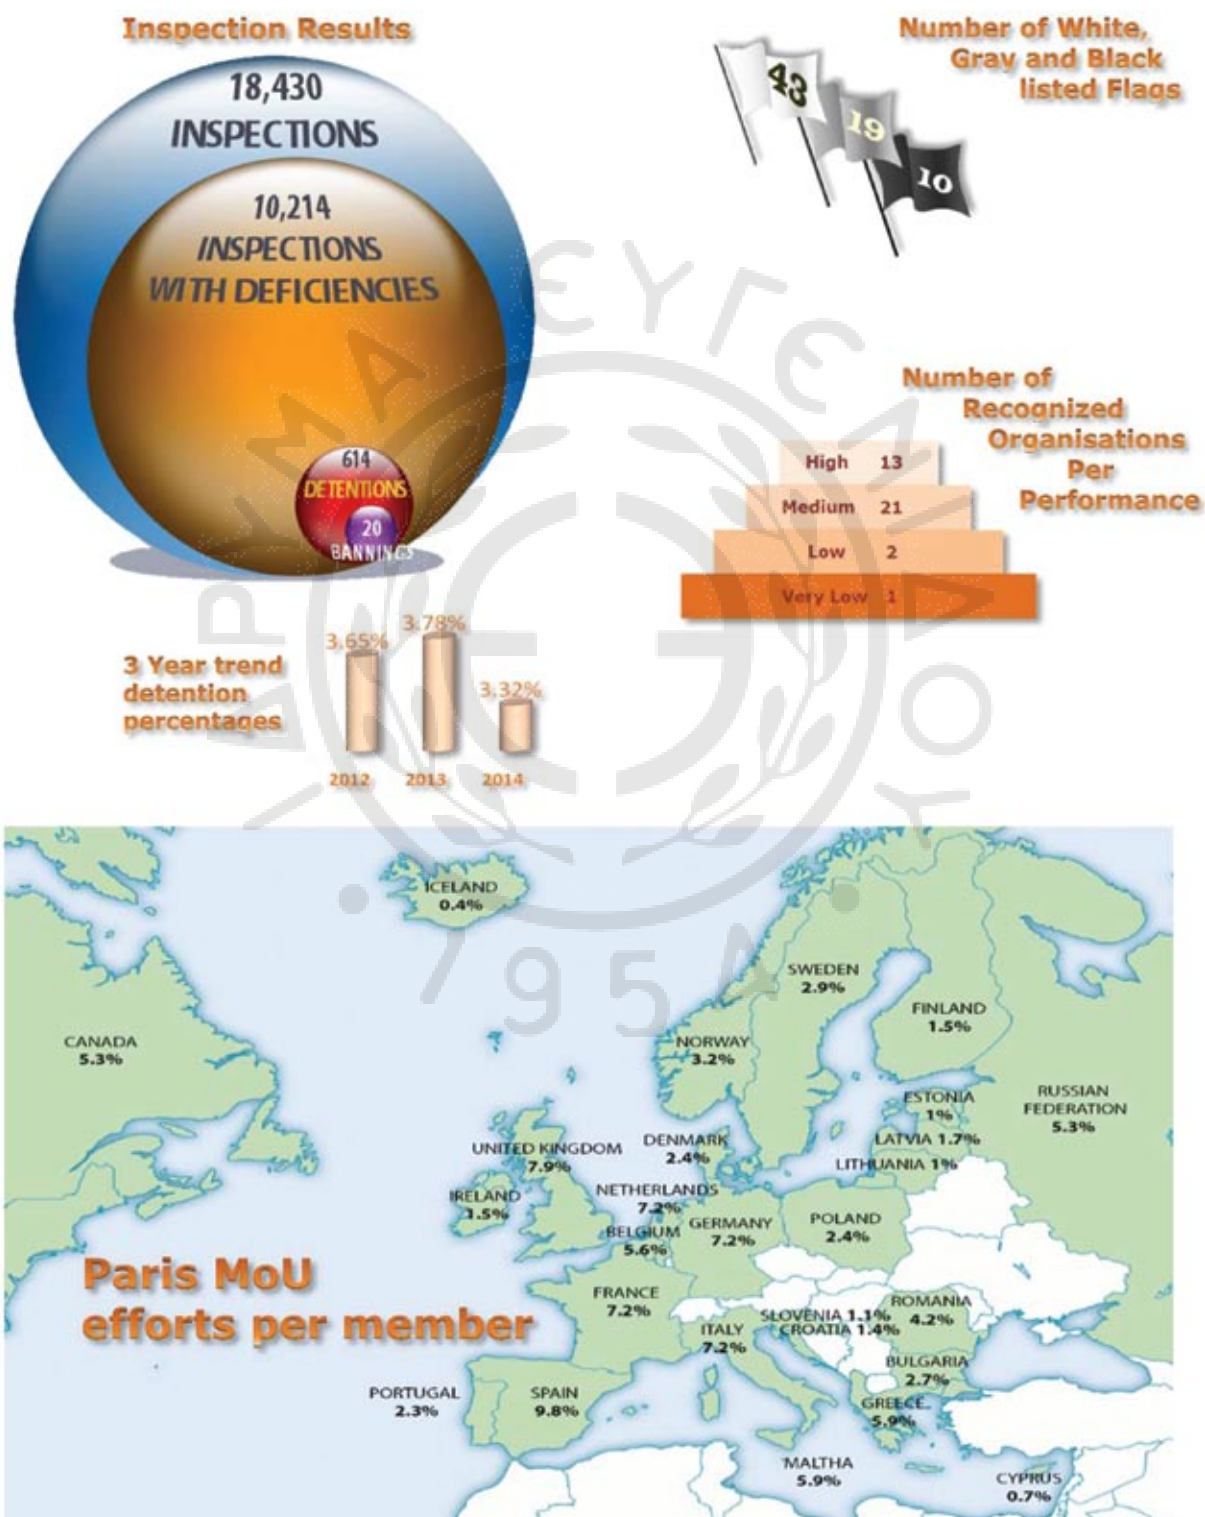 Inspection Results
18,430
INSPECTIONS
10,214
INSPECTIONS
WITH DEFICIENCIES
614
DETENTIONS
20
BANNINGS
Number of White,
Gray and Black
listed Flags
43
19
10
Number of
Recognized
Organisations
Per
Performance
High 13
Medium 21
Low 2
Very Low 1
3 Year trend
detention
percentages
3.65%
3.78%
3.32%
2012
2013
2014
ΙΔΡΥΜΑ ΕΥΓΕΝΙΔΟΥ
1954
ICELAND
0.4%
SWEDEN
2.9%
FINLAND
1.5%
CANADA
5.3%
NORWAY
3.2%
RUSSIAN
FEDERATION
5.3%
ESTONIA
1%
LATVIA 1.7%
LITHUANIA 1%
UNITED KINGDOM
7.9%
DENMARK
2.4%
IRELAND
1.5%
NETHERLANDS
7.2%
BELGIUM
5.6%
GERMANY
7.2%
POLAND
2.4%
Paris MoU
efforts per member
FRANCE
7.2%
SLOVENIA 1.1%
CROATIA 1.4%
ROMANIA
4.2%
ITALY
7.2%
BULGARIA
2.7%
PORTUGAL
2.3%
SPAIN
9.8%
GREECE
5.9%
MALTHA
5.9%
CYPRUS
0.7%